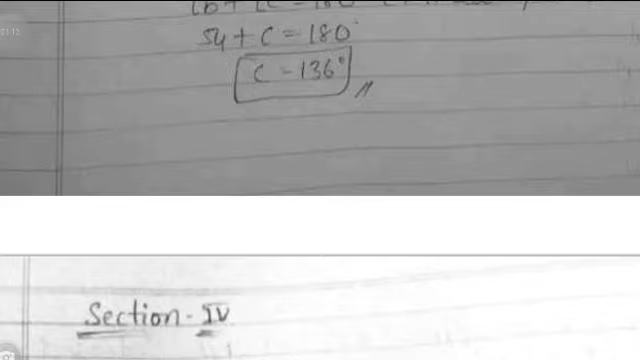 54 + C = 180°
C = 136°
Section - IV